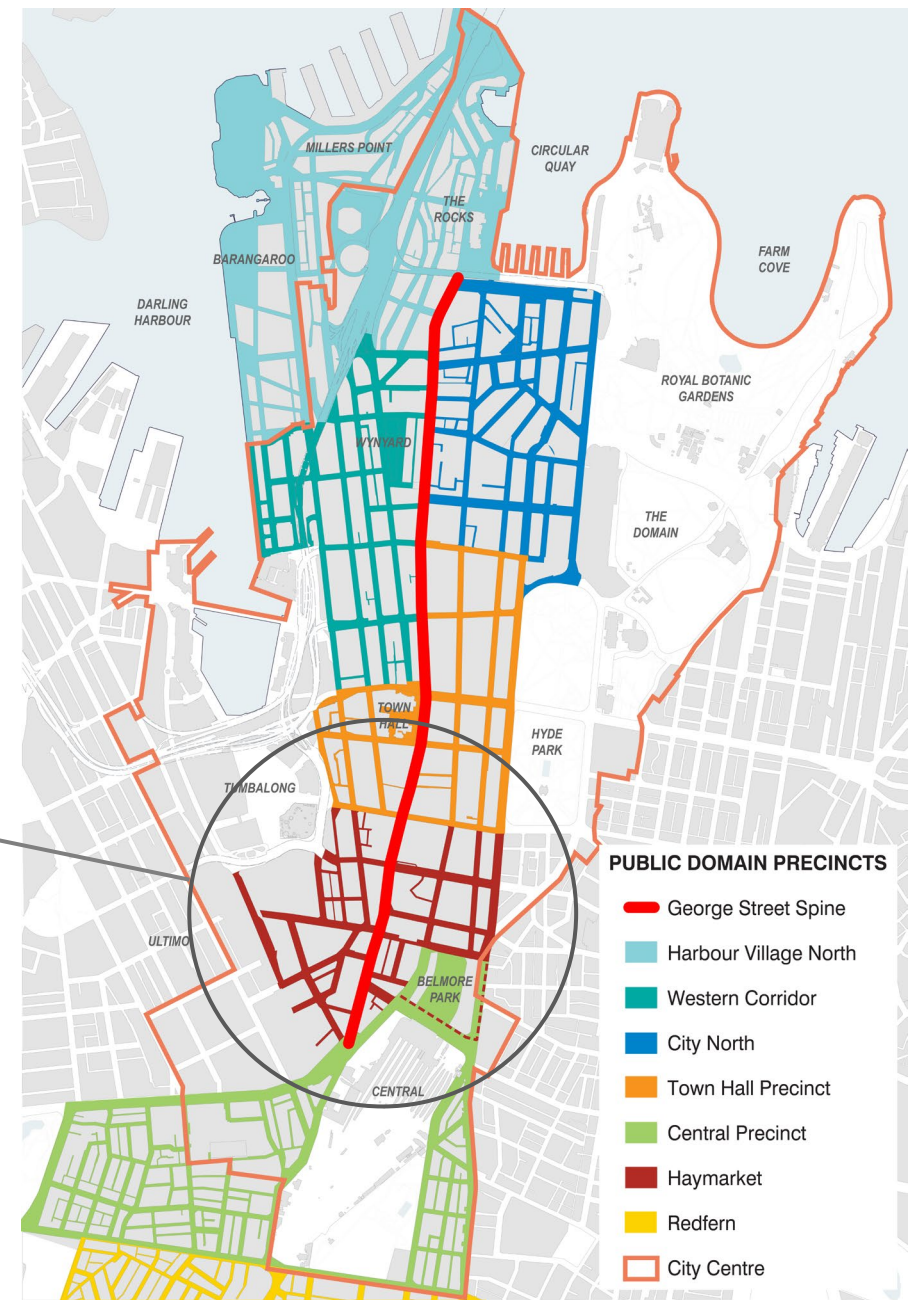 MILLERS POINT
CIRCULAR
QUAY
THE
ROCKS
FARM
COVE
BARANGAROO
DARLING
HARBOUR
ROYAL BOTANIC
GARDENS
WYNYARD
THE
DOMAIN
TOWN
HALL
HYDE
PARK
TUMBALONG
ULTIMO
BELMORE
PARK
CENTRAL
PUBLIC DOMAIN PRECINCTS
George Street Spine
Harbour Village North
Western Corridor
City North
Town Hall Precinct
Central Precinct
Haymarket
Redfern
City Centre